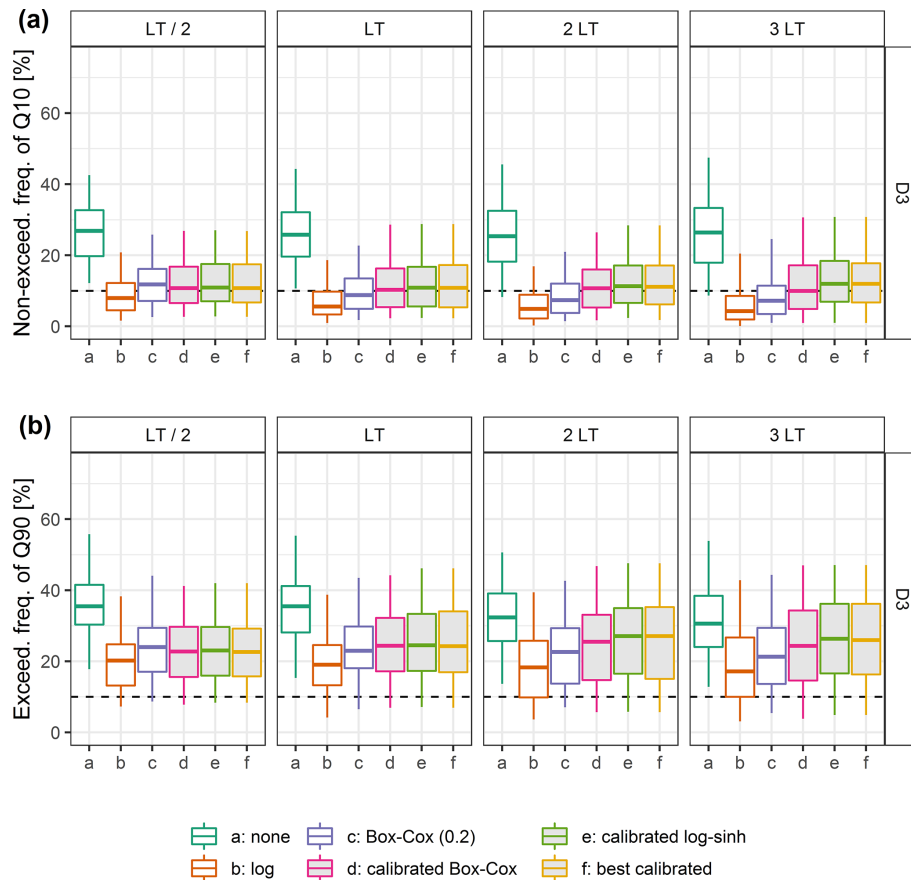 (a)
LT / 2
LT
2 LT
3 LT
Non-exceed. freq. of Q10 [%]
60
40
20
0
D3
a b c d e f
a b c d e f
a b c d e f
a b c d e f
(b)
LT / 2
LT
2 LT
3 LT
Exceed. freq. of Q90 [%]
60
40
20
0
D3
a b c d e f
a b c d e f
a b c d e f
a b c d e f
a: none
c: Box-Cox (0.2)
e: calibrated log-sinh
b: log
d: calibrated Box-Cox
f: best calibrated